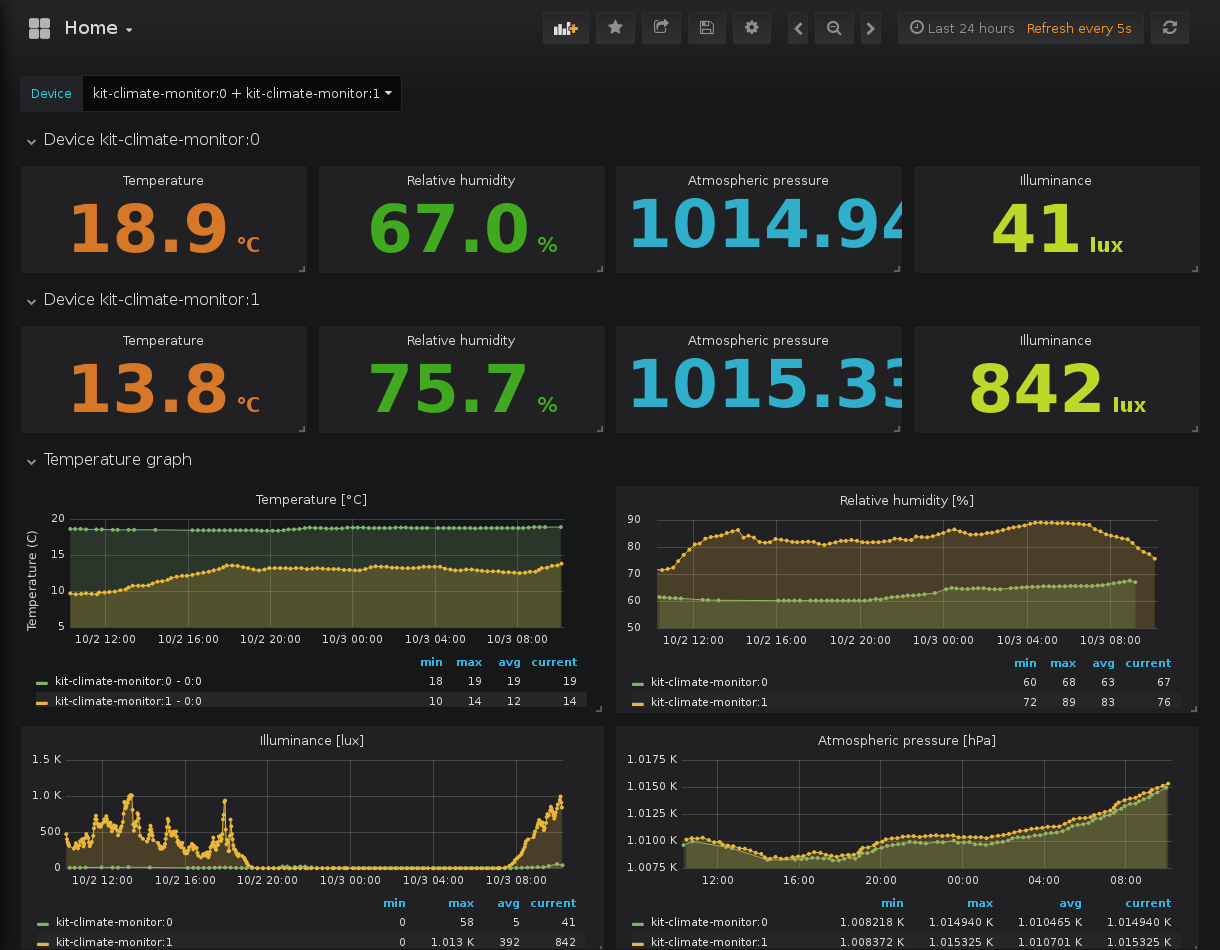 Home
Last 24 hours Refresh every 5s
Device kit-climate-monitor:0 + kit-climate-monitor:1
Device kit-climate-monitor:0
Temperature Relative humidity Atmospheric pressure Illuminance
18.9 °C 67.0 % 1014.94 41 lux
Device kit-climate-monitor:1
Temperature Relative humidity Atmospheric pressure Illuminance
13.8 °C 75.7 % 1015.33 842 lux
Temperature graph
Temperature [°C]
Temperature (C)
20
15
10
5
10/2 12:00 10/2 16:00 10/2 20:00 10/3 00:00 10/3 04:00 10/3 08:00
min max avg current
kit-climate-monitor:0 - 0:0 18 19 19 19
kit-climate-monitor:1 - 0:0 10 14 12 14
Relative humidity [%]
90
80
70
60
50
10/2 12:00 10/2 16:00 10/2 20:00 10/3 00:00 10/3 04:00 10/3 08:00
min max avg current
kit-climate-monitor:0 60 68 63 67
kit-climate-monitor:1 72 89 83 76
Illuminance [lux]
1.5 K
1.0 K
500
0
10/2 12:00 10/2 16:00 10/2 20:00 10/3 00:00 10/3 04:00 10/3 08:00
min max avg current
kit-climate-monitor:0 0 58 5 41
kit-climate-monitor:1 0 1.013 K 392 842
Atmospheric pressure [hPa]
1.0175 K
1.0150 K
1.0125 K
1.0100 K
1.0075 K
12:00 16:00 20:00 00:00 04:00 08:00
min max avg current
kit-climate-monitor:0 1.008218 K 1.014940 K 1.010465 K 1.014940 K
kit-climate-monitor:1 1.008372 K 1.015325 K 1.010701 K 1.015325 K